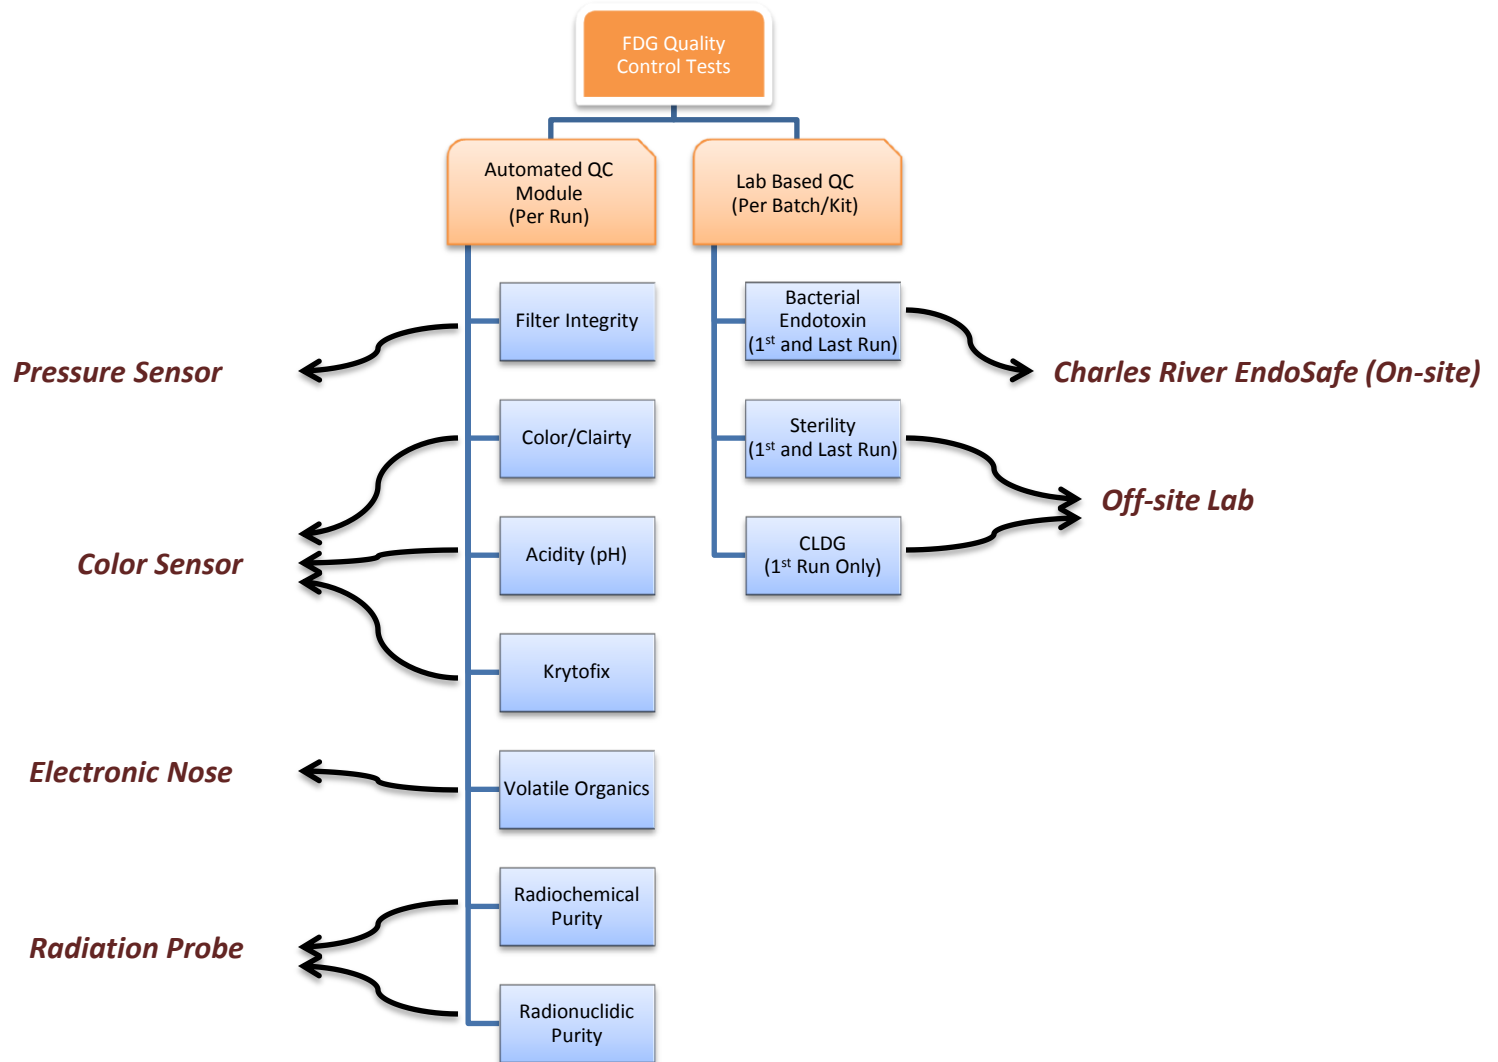 FDG Quality
Control Tests
Automated QC
Module
(Per Run)
Lab Based QC
(Per Batch/Kit)
Filter Integrity
Bacterial
Endotoxin
(1st and Last Run)
Pressure Sensor
Charles River EndoSafe (On-site)
Color/Clairty
Sterility
(1st and Last Run)
Off-site Lab
Color Sensor
Acidity (pH)
CLDG
(1st Run Only)
Krytofix
Electronic Nose
Volatile Organics
Radiochemical
Purity
Radiation Probe
Radionuclidic
Purity